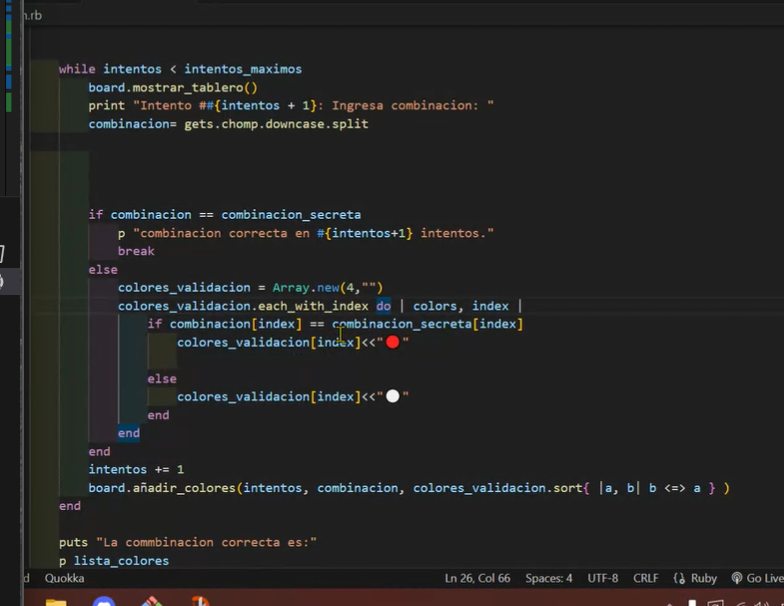 n.rb
while intentos < intentos_maximos
board.mostrar_tablero()
print "Intento ##{intentos + 1}: Ingresa combinacion: "
combinacion= gets.chomp.downcase.split
if combinacion == combinacion_secreta
p "combinacion correcta en #{intentos+1} intentos."
break
else
colores_validacion = Array.new(4,"")
colores_validacion.each_with_index do | colors, index |
if combinacion[index] == combinacion_secreta[index]
colores_validacion[index]<<"🔴"
else
colores_validacion[index]<<"⚪"
end
end
end
intentos += 1
board.añadir_colores(intentos, combinacion, colores_validacion.sort{ |a, b| b <=> a } )
end
puts "La commbinacion correcta es:"
p lista_colores
d Quokka Ln 26, Col 66 Spaces: 4 UTF-8 CRLF Ruby Go Live